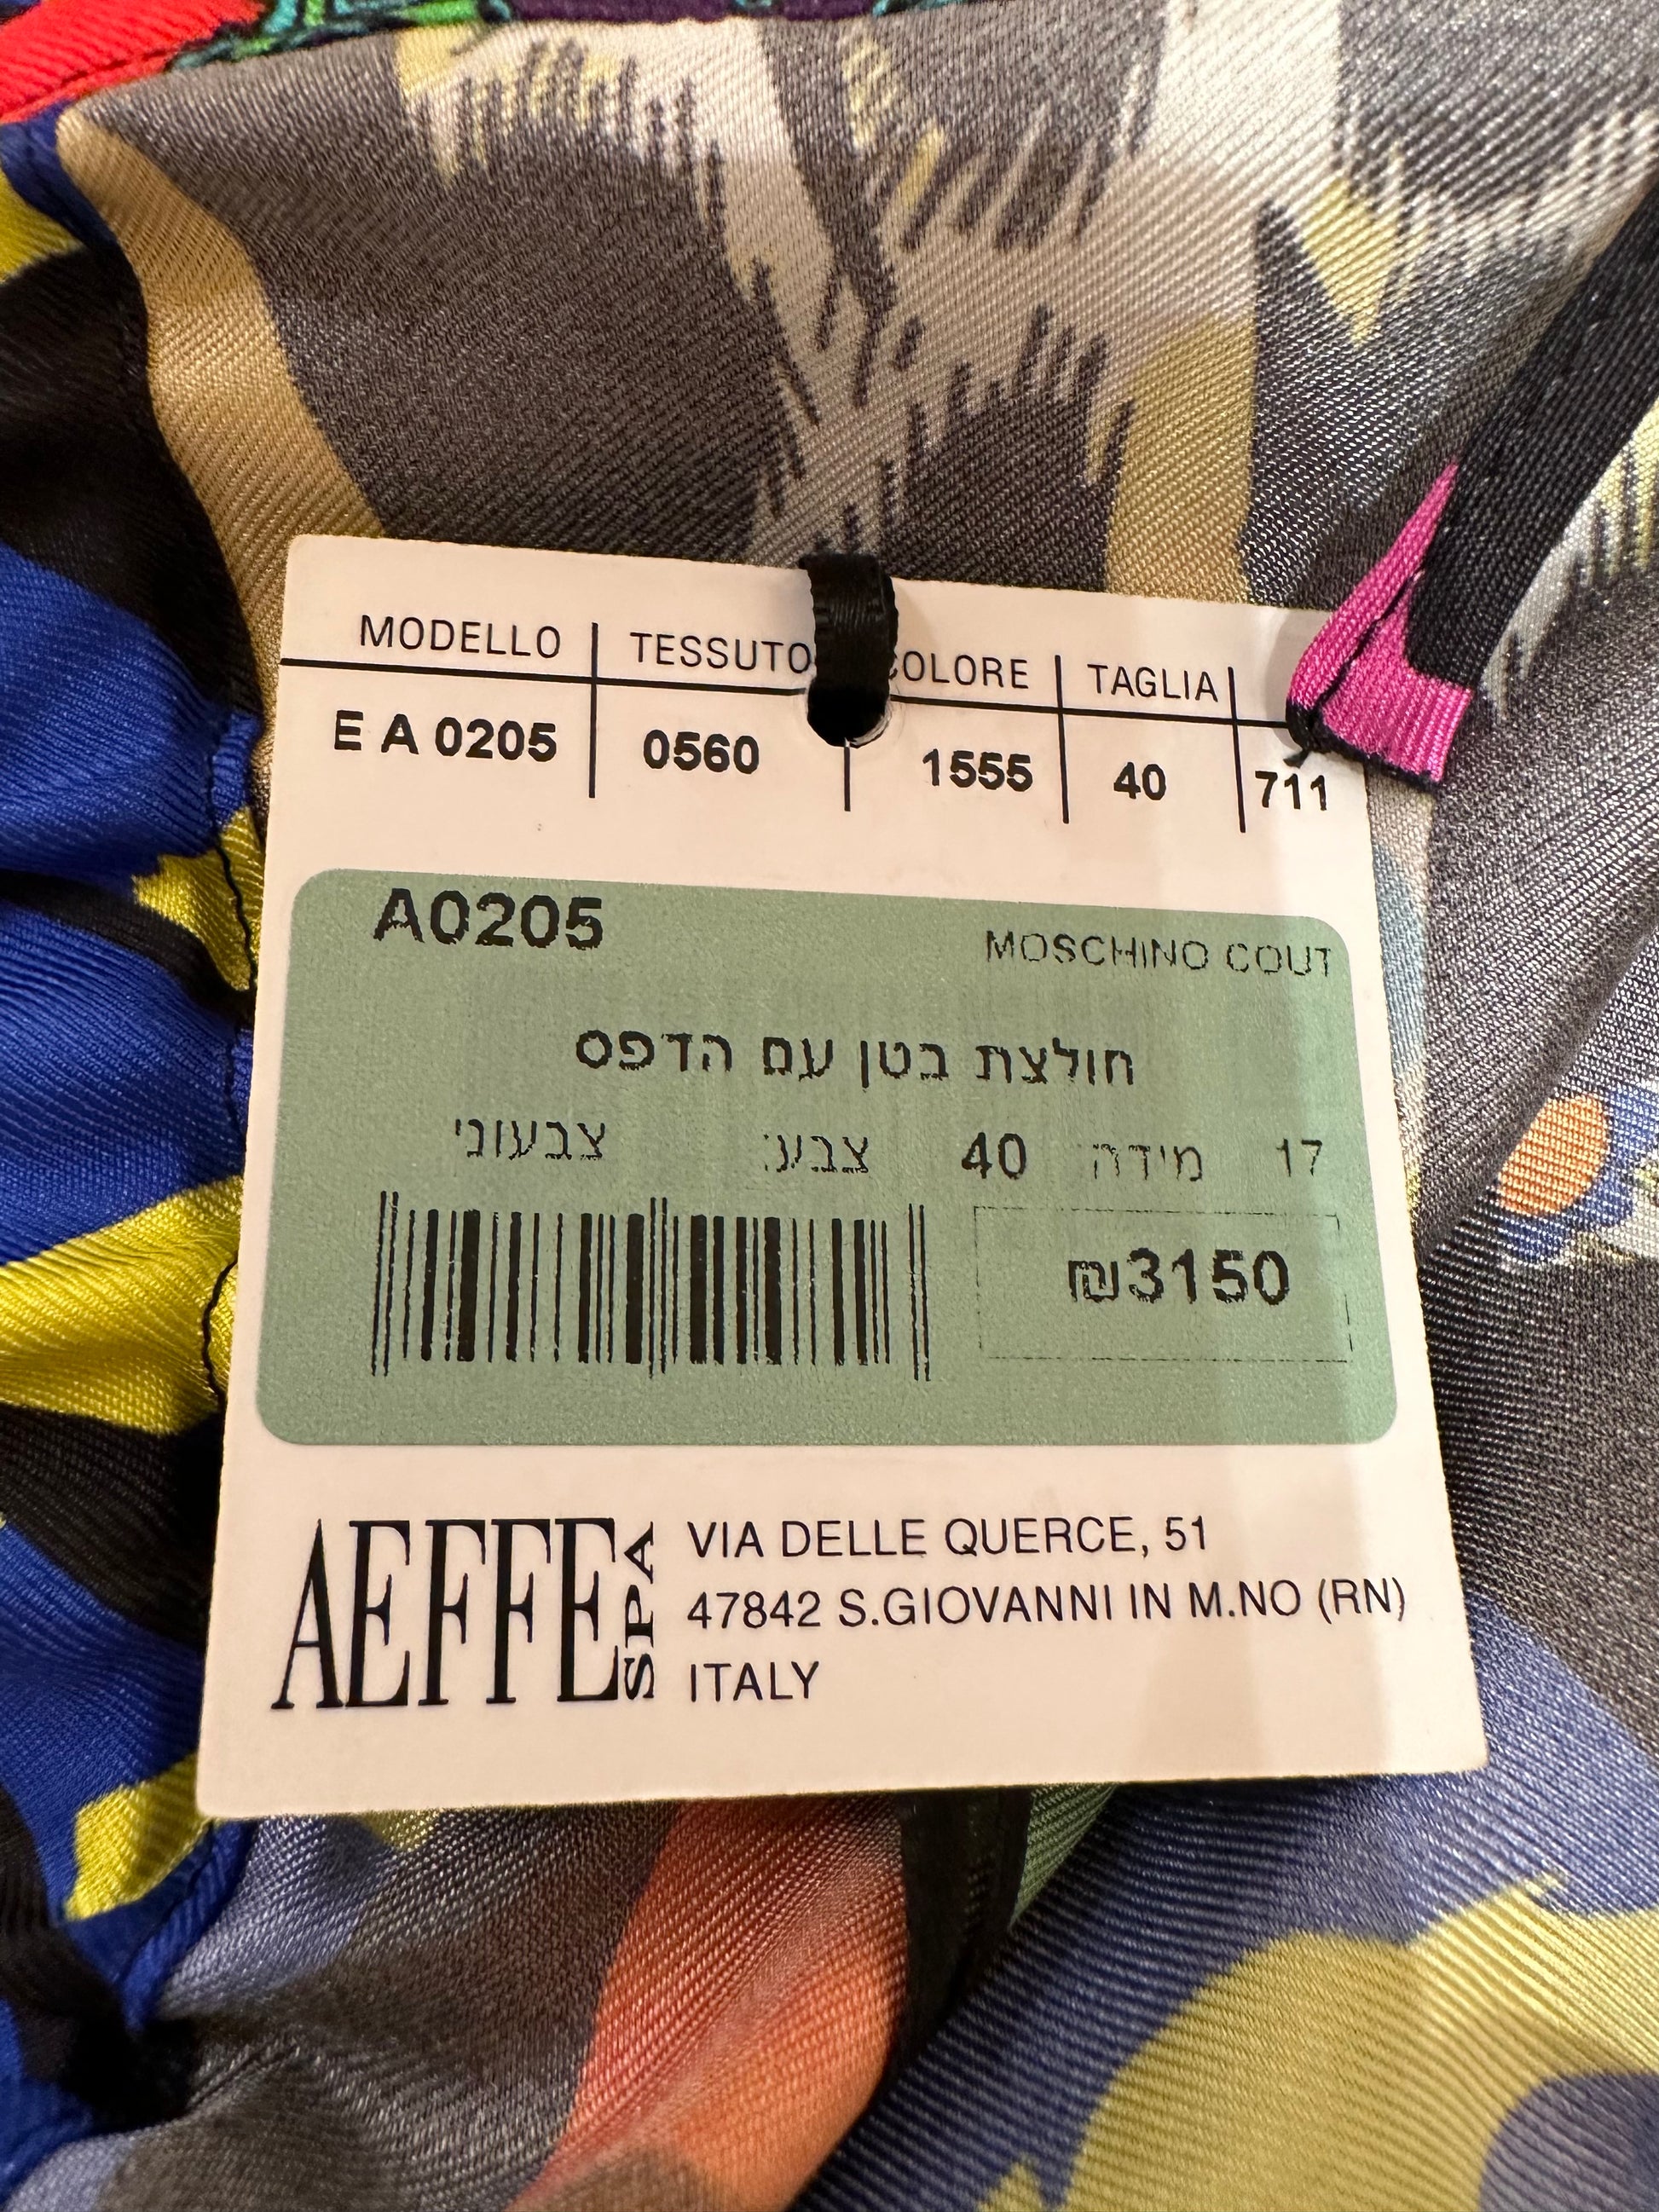 MODELLO TESSUTO COLORE TAGLIA
E A 0205 0560 1555 40 711
A0205 MOSCHINO COUT
חולצת בטן עם הדפס
17 מידה 40 צבע: צבעוני
₪3150
AEFFE SPA
VIA DELLE QUERCE, 51
47842 S.GIOVANNI IN M.NO (RN)
ITALY